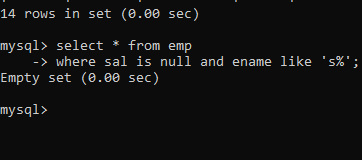 14 rows in set (0.00 sec)
mysql> select * from emp
-> where sal is null and ename like 's%';
Empty set (0.00 sec)
mysql>